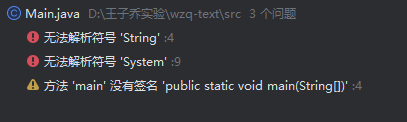 Main.java D:\王子乔实验\wzq-text\src 3 个问题
无法解析符号 'String' :4
无法解析符号 'System' :9
方法 'main' 没有签名 'public static void main(String[])' :4